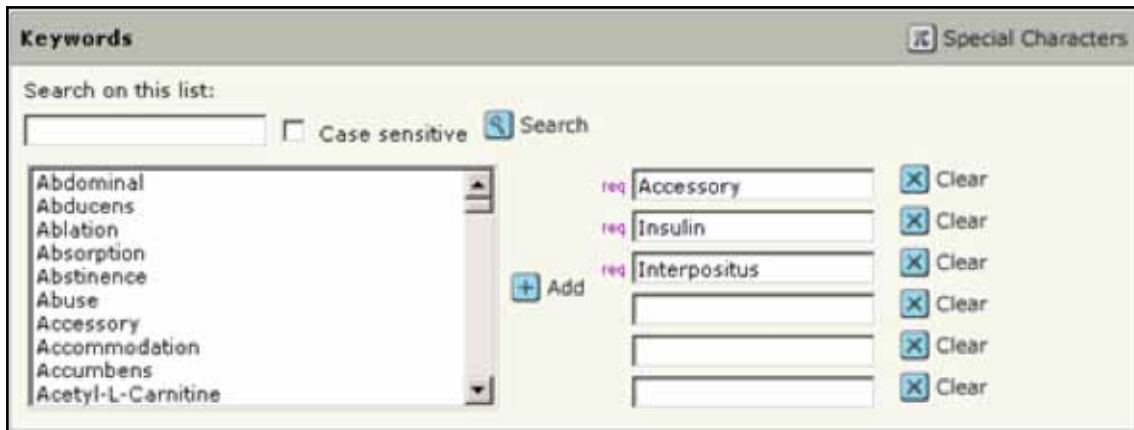 Keywords
π Special Characters
Search on this list:
Case sensitive Search
Abdominal
Abducens
Ablation
Absorption
Abstinence
Abuse
Accessory
Accommodation
Accumbens
Acetyl-L-Carnitine
Add
req Accessory Clear
req Insulin Clear
req Interpositus Clear
Clear
Clear
Clear